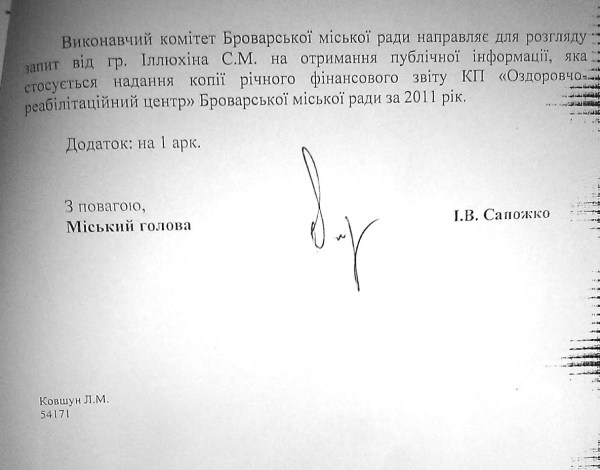 Виконавчий комітет Броварської міської ради направляє для розгляду
запит від гр. Іллюхіна С.М. на отримання публічної інформації, яка
стосується надання копії річного фінансового звіту КП «Оздоровчо-
реабілітаційний центр» Броварської міської ради за 2011 рік.
Додаток: на 1 арк.
З повагою,
Міський голова
І.В. Сапожко
Ковшун Л.М.
54171